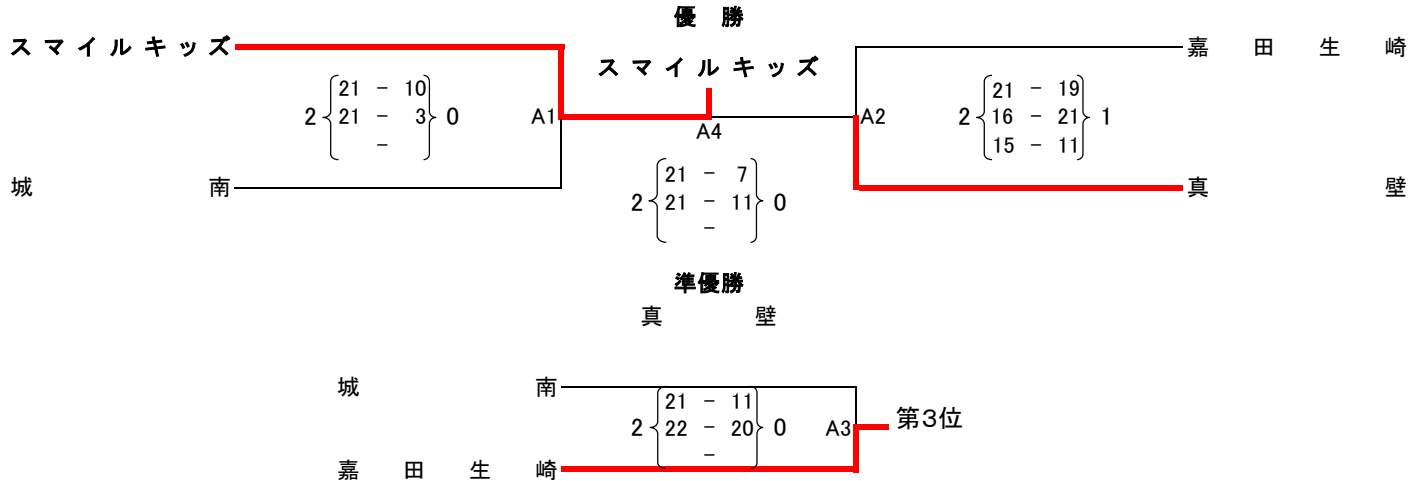 優 勝
スマイルキッズ
スマイルキッズ
嘉田生崎
2 21 - 10 0
21 - 3
-
A1
A4
A2
2 21 - 19 1
16 - 21
15 - 11
城南
2 21 - 7 0
21 - 11
-
真壁
準優勝
真壁
城南
2 21 - 11 0
22 - 20
-
A3
第3位
嘉田生崎